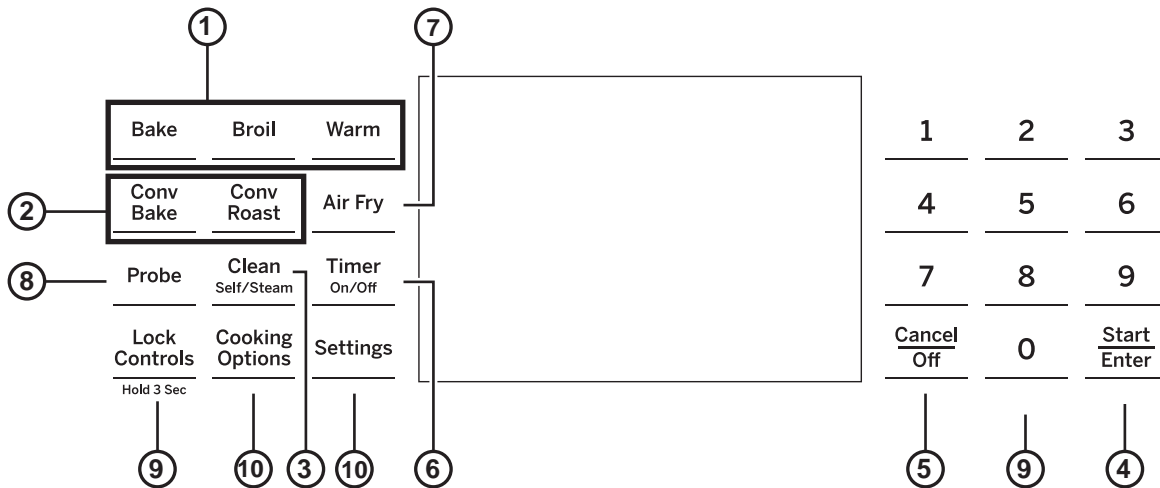 1
7
Bake Broil Warm
1 2 3
2
Conv Bake
Conv Roast
Air Fry
4 5 6
8
Probe
Clean
Self/Steam
Timer
On/Off
7 8 9
Lock
Controls
Hold 3 Sec
Cooking
Options
Settings
Cancel
Off
0
Start
Enter
9 10 3 10 6 5 9 4